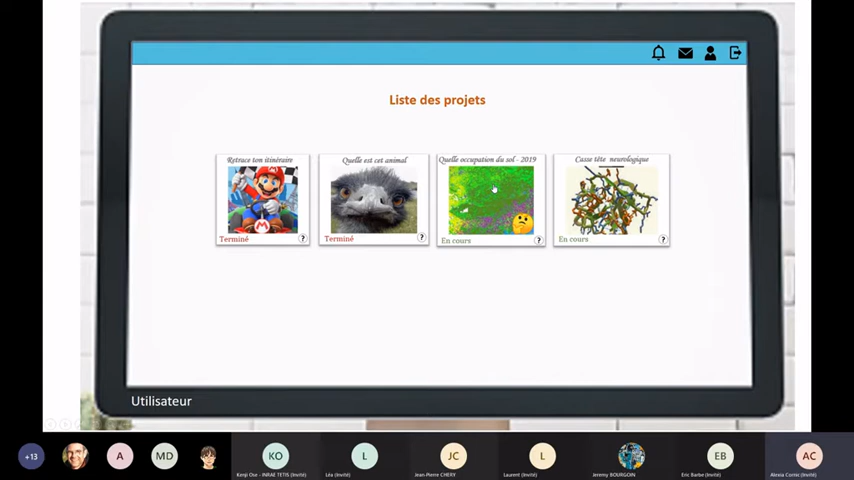 Liste des projets
Retrace ton itinéraire
Quelle est cet animal
Quelle occupation du sol - 2019
Casse tête neurologique
M
Terminé
?
Terminé
?
En cours
?
En cours
?
Utilisateur
+13
A
MD
KO
L
JC
L
EB
AC
Kenji Ose - INRAE TETIS (Invité)
Léa (Invité)
Jean-Pierre CHERY
Laurent (Invité)
Jeremy BOURGOIN
Eric Barbe (Invité)
Alexia Cornic (Invité)